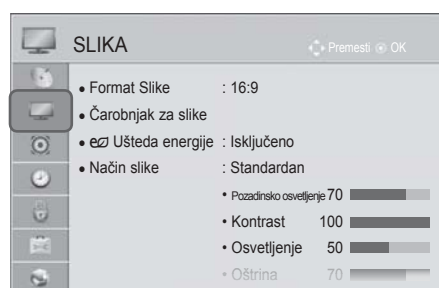 SLIKA Premesti OK
• Format Slike : 16:9
• Čarobnjak za slike
• Ušteda energije : Isključeno
• Način slike : Standardan
• Pozadinsko osvetljenje 70
• Kontrast 100
• Osvetljenje 50
• Oštrina 70